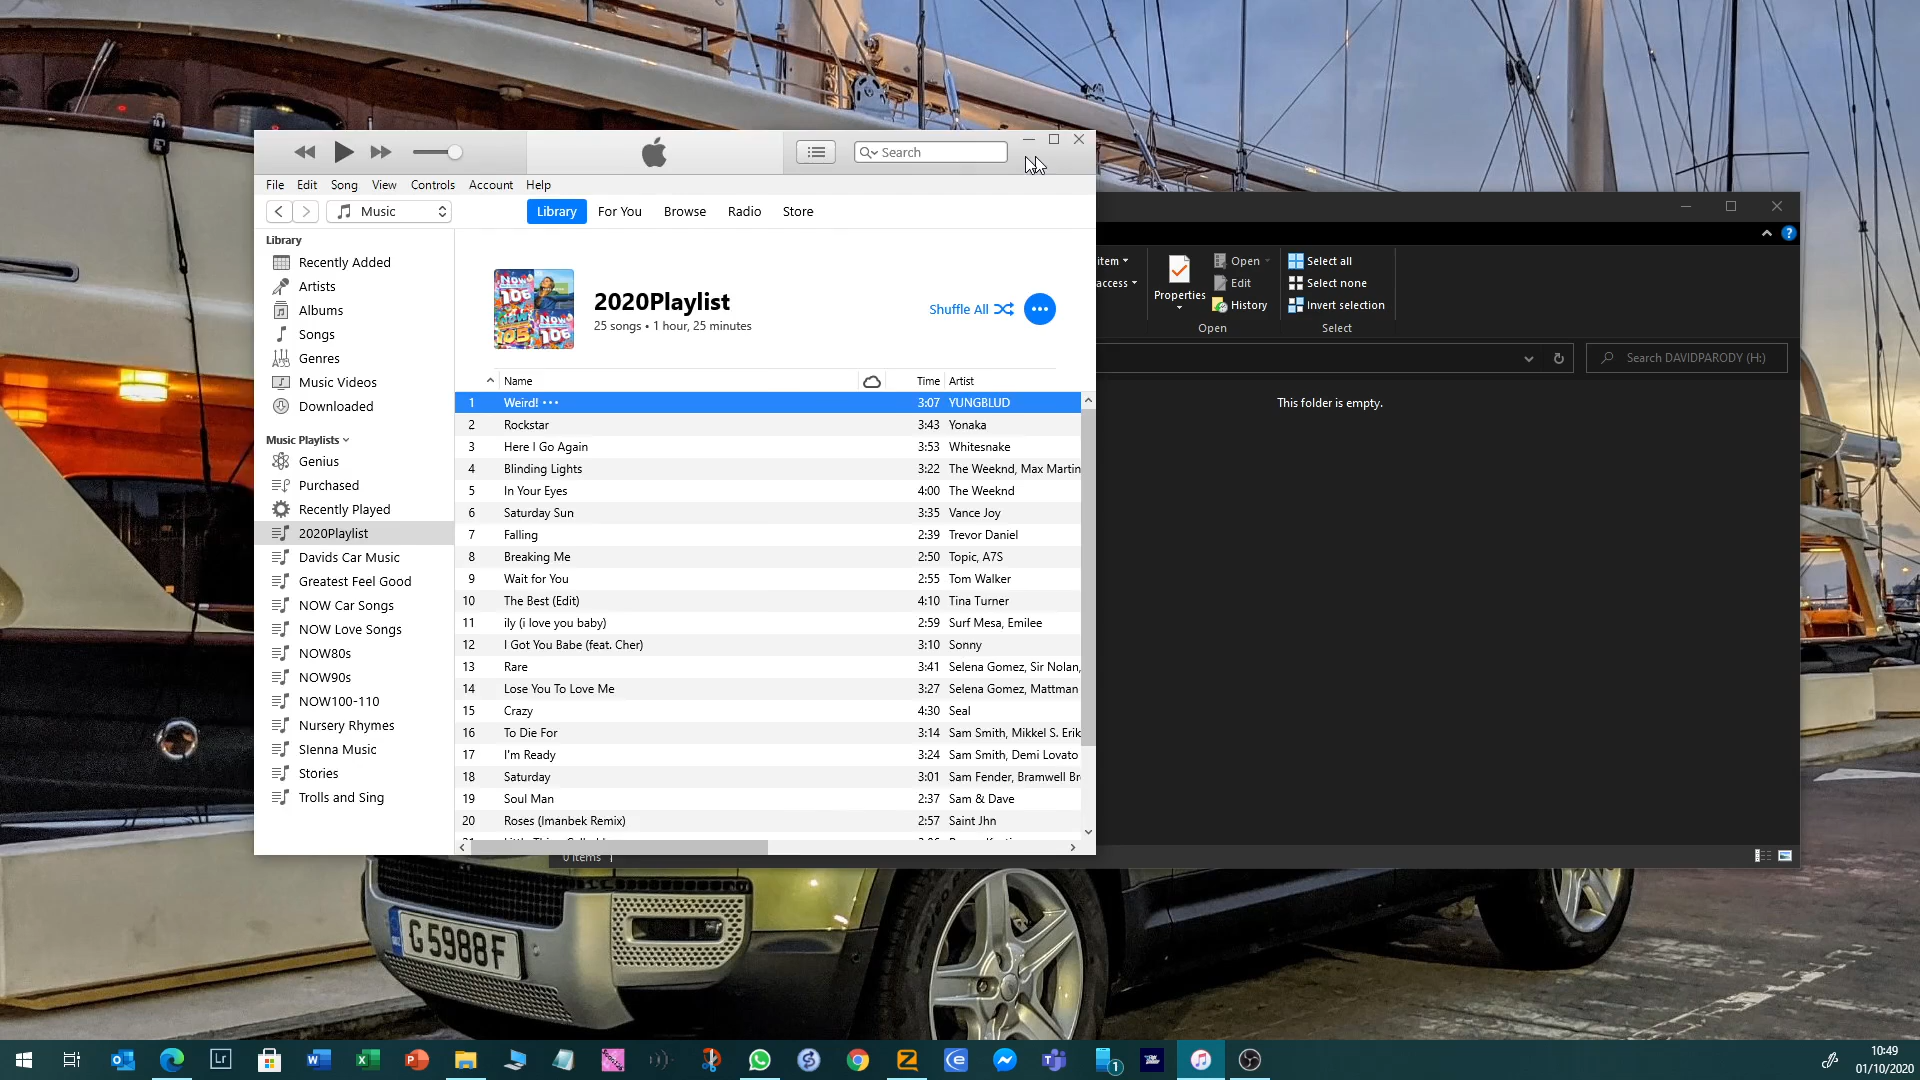 Search
File Edit Song View Controls Account Help
Music
Library For You Browse Radio Store
Library
Recently Added
Artists
Albums
Songs
Genres
Music Videos
Downloaded
Music Playlists
Genius
Purchased
Recently Played
2020Playlist
Davids Car Music
Greatest Feel Good
NOW Car Songs
NOW Love Songs
NOW80s
NOW90s
NOW100-110
Nursery Rhymes
SIenna Music
Stories
Trolls and Sing
Now 106
2020Playlist
25 songs • 1 hour, 25 minutes
Shuffle All
Name Time Artist
1 Weird! ••• 3:07 YUNGBLUD
2 Rockstar 3:43 Yonaka
3 Here I Go Again 3:53 Whitesnake
4 Blinding Lights 3:22 The Weeknd, Max Martin
5 In Your Eyes 4:00 The Weeknd
6 Saturday Sun 3:35 Vance Joy
7 Falling 2:39 Trevor Daniel
8 Breaking Me 2:50 Topic, A7S
9 Wait for You 2:55 Tom Walker
10 The Best (Edit) 4:10 Tina Turner
11 ily (i love you baby) 2:59 Surf Mesa, Emilee
12 I Got You Babe (feat. Cher) 3:10 Sonny
13 Rare 3:41 Selena Gomez, Sir Nolan,
14 Lose You To Love Me 3:27 Selena Gomez, Mattman
15 Crazy 4:30 Seal
16 To Die For 3:14 Sam Smith, Mikkel S. Erik
17 I'm Ready 3:24 Sam Smith, Demi Lovato
18 Saturday 3:01 Sam Fender, Bramwell Br
19 Soul Man 2:37 Sam & Dave
20 Roses (Imanbek Remix) 2:57 Saint Jhn
item
access
Properties
Open
Edit
History
Open
Select all
Select none
Invert selection
Select
Search DAVIDPARODY (H:)
This folder is empty.
0 items
G 5988F
Lr
1
10:49
01/10/2020